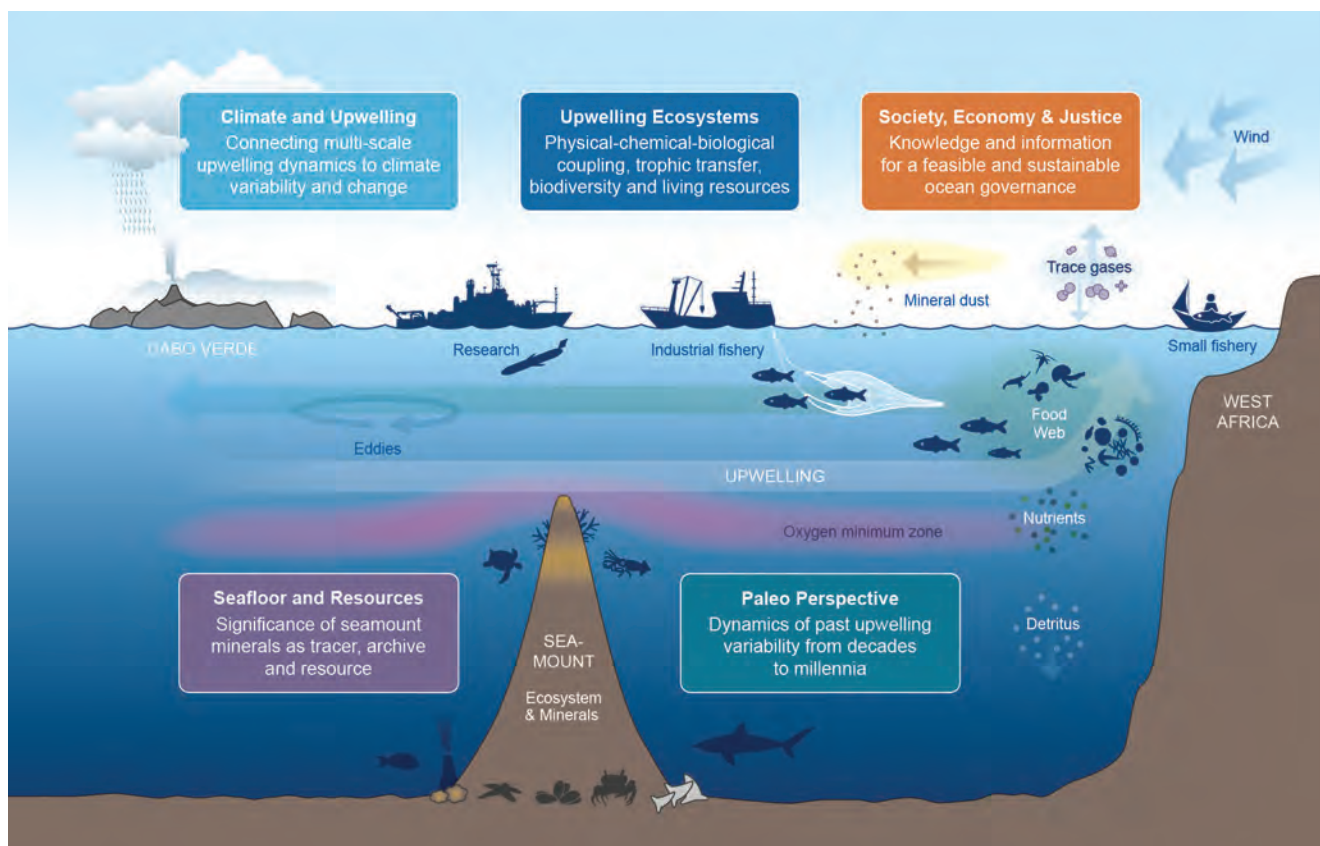 Climate and Upwelling
Connecting multi-scale
upwelling dynamics to climate
variability and change
Upwelling Ecosystems
Physical-chemical-biological
coupling, trophic transfer,
biodiversity and living resources
Society, Economy & Justice
Knowledge and information
for a feasible and sustainable
ocean governance
Wind
Trace gases
Mineral dust
DABO VERDE
Research
Industrial fishery
Small fishery
WEST
AFRICA
Food
Web
Eddies
UPWELLING
Nutrients
Oxygen minimum zone
Seafloor and Resources
Significance of seamount
minerals as tracer, archive
and resource
SEA-
MOUNT
Ecosystem
& Minerals
Paleo Perspective
Dynamics of past upwelling
variability from decades
to millennia
Detritus